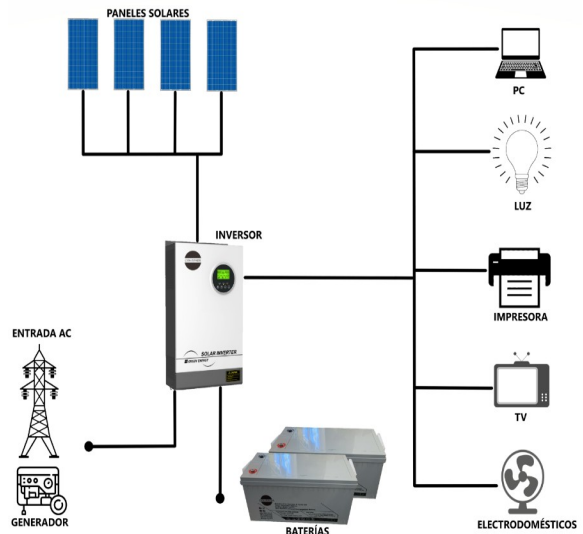 PANELES SOLARES
PC
LUZ
INVERSOR
SOLAR INVERTER
IMPRESORA
ENTRADA AC
TV
GENERADOR
BATERÍAS
ELECTRODOMÉSTICOS